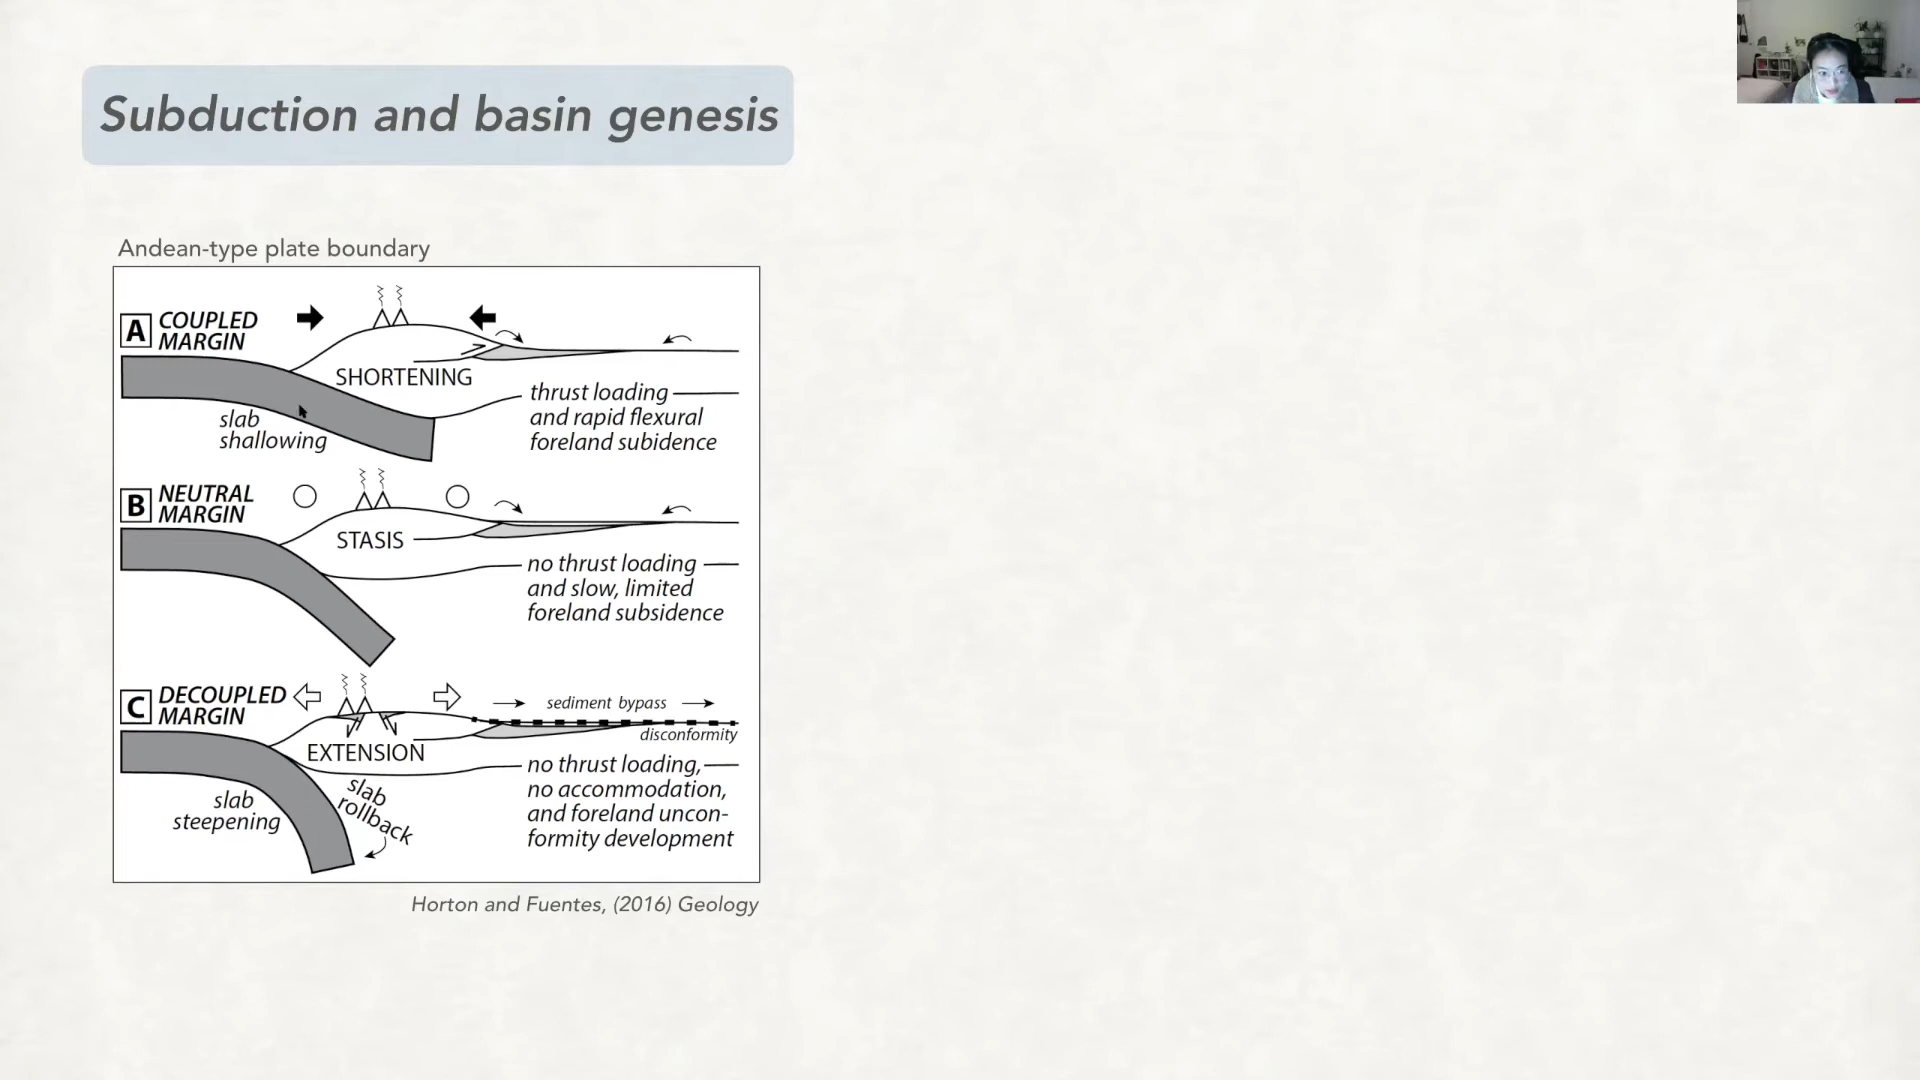 Subduction and basin genesis
Andean-type plate boundary
A COUPLED
MARGIN
SHORTENING
slab
shallowing
thrust loading
and rapid flexural
foreland subidence
B NEUTRAL
MARGIN
STASIS
no thrust loading
and slow, limited
foreland subsidence
C DECOUPLED
MARGIN
EXTENSION
slab
steepening
slab
rollback
sediment bypass
disconformity
no thrust loading,
no accommodation,
and foreland uncon-
formity development
Horton and Fuentes, (2016) Geology